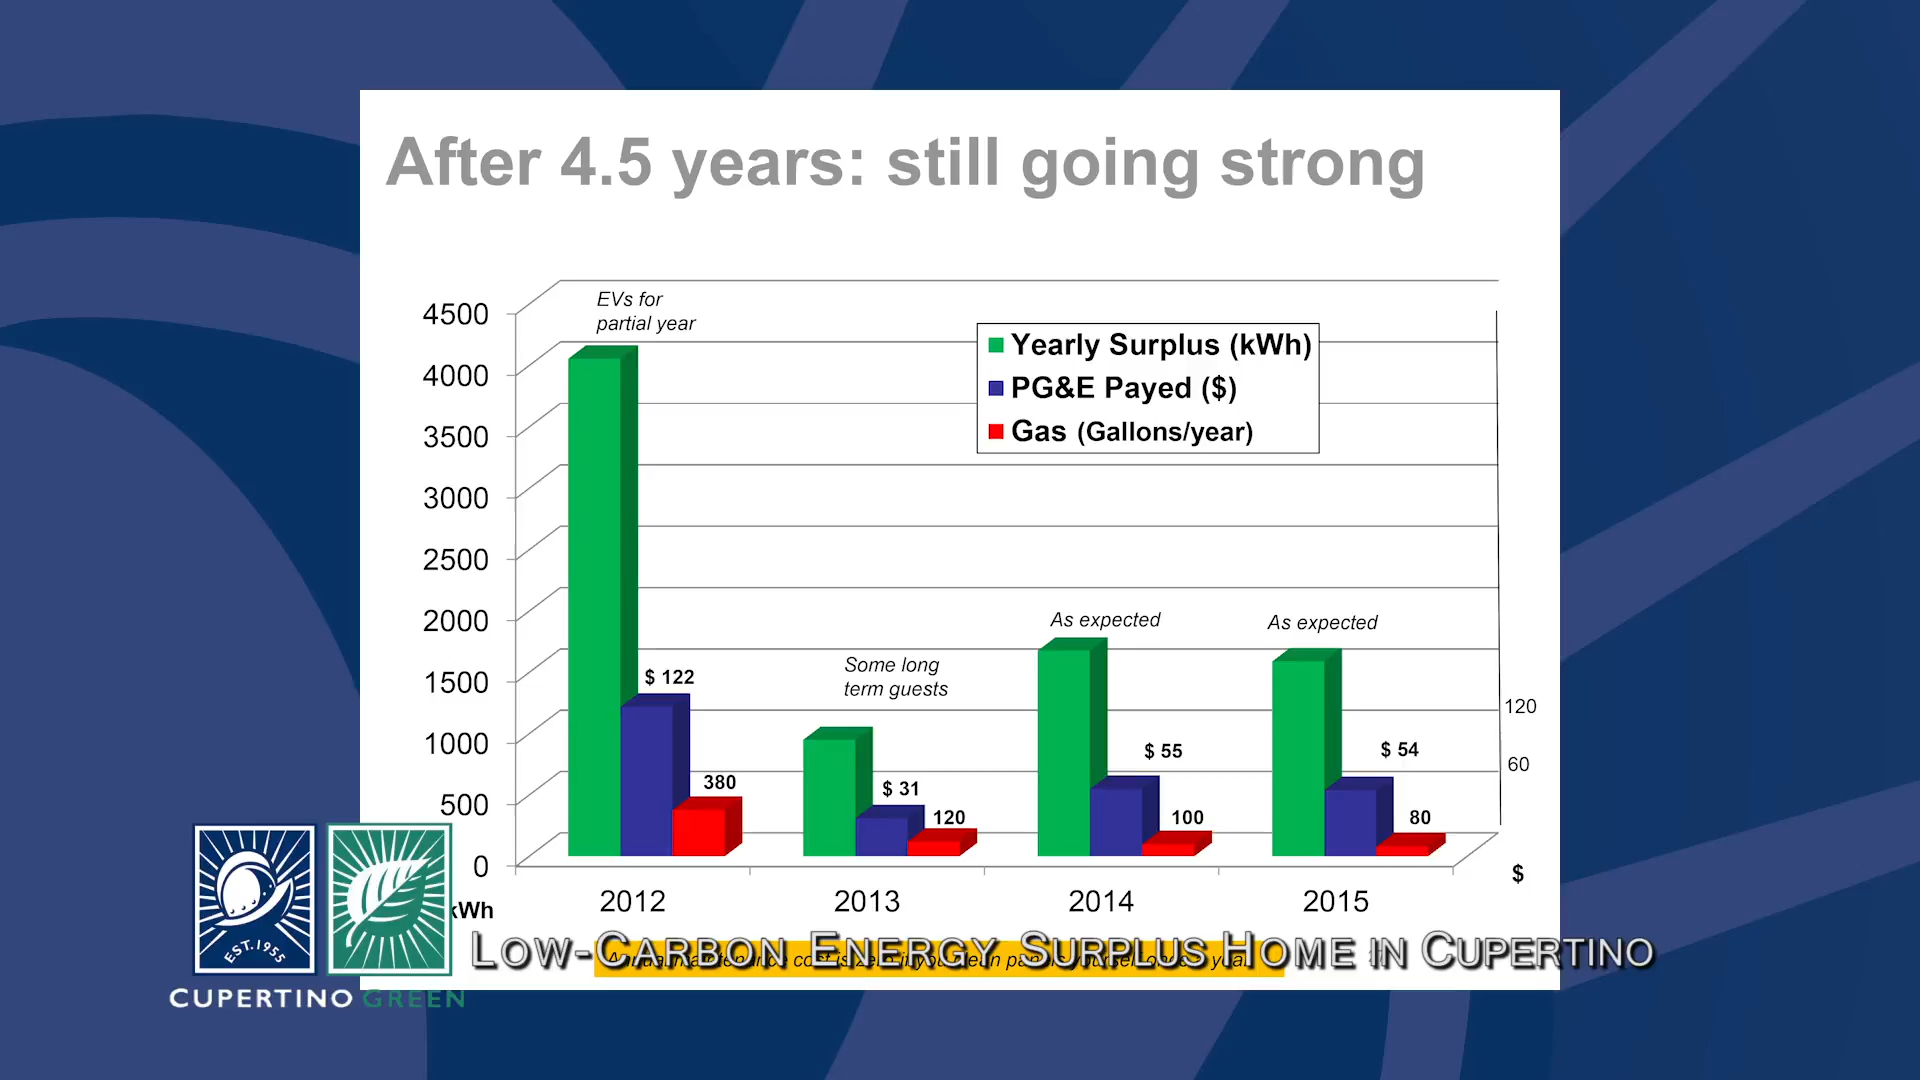 After 4.5 years: still going strong
EVs for
partial year
4500
4000
3500
3000
2500
2000
1500
1000
500
0
kWh
Yearly Surplus (kWh)
PG&E Payed ($)
Gas (Gallons/year)
$ 122
380
Some long
term guests
$ 31
120
As expected
$ 55
100
As expected
$ 54
80
120
60
$
2012 2013 2014 2015
EST. 1955
CUPERTINO GREEN
LOW-CARBON ENERGY SURPLUS HOME IN CUPERTINO